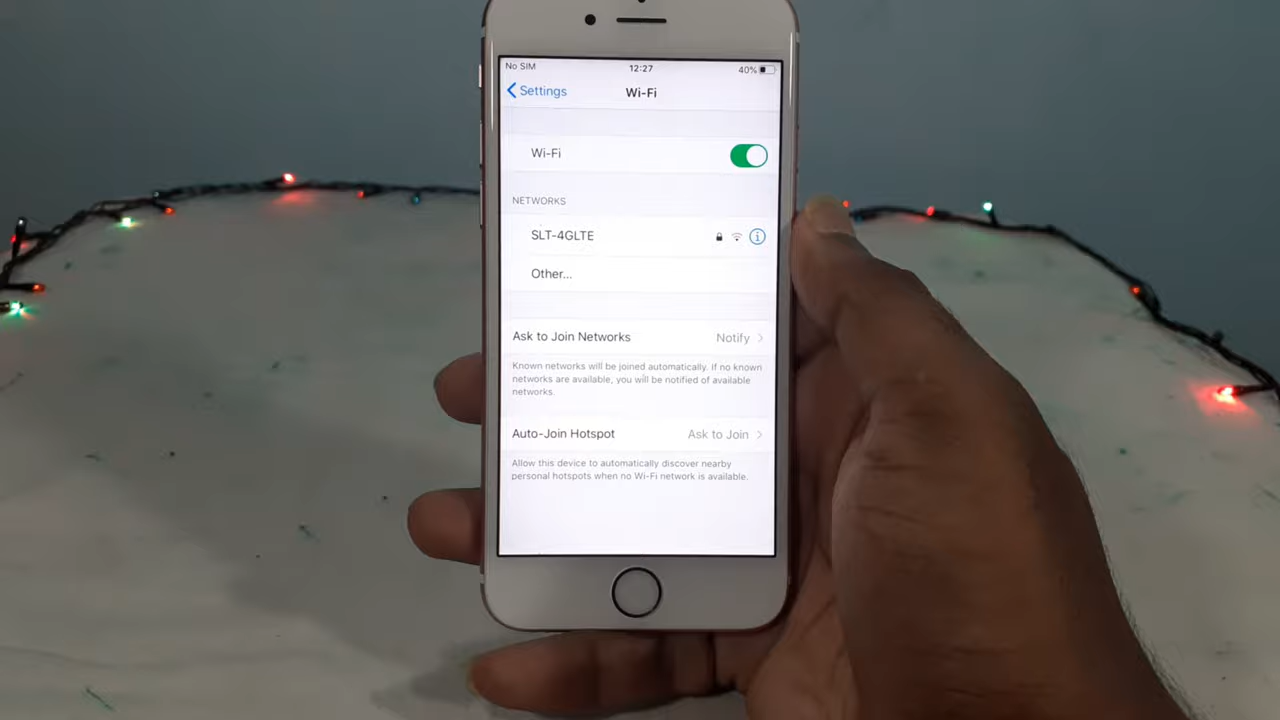 No SIM 12:27 40%
Settings Wi-Fi
Wi-Fi
NETWORKS
SLT-4GLTE
Other...
Ask to Join Networks Notify
Known networks will be joined automatically. If no known
networks are available, you will be notified of available
networks.
Auto-Join Hotspot Ask to Join
Allow this device to automatically discover nearby
personal hotspots when no Wi-Fi network is available.